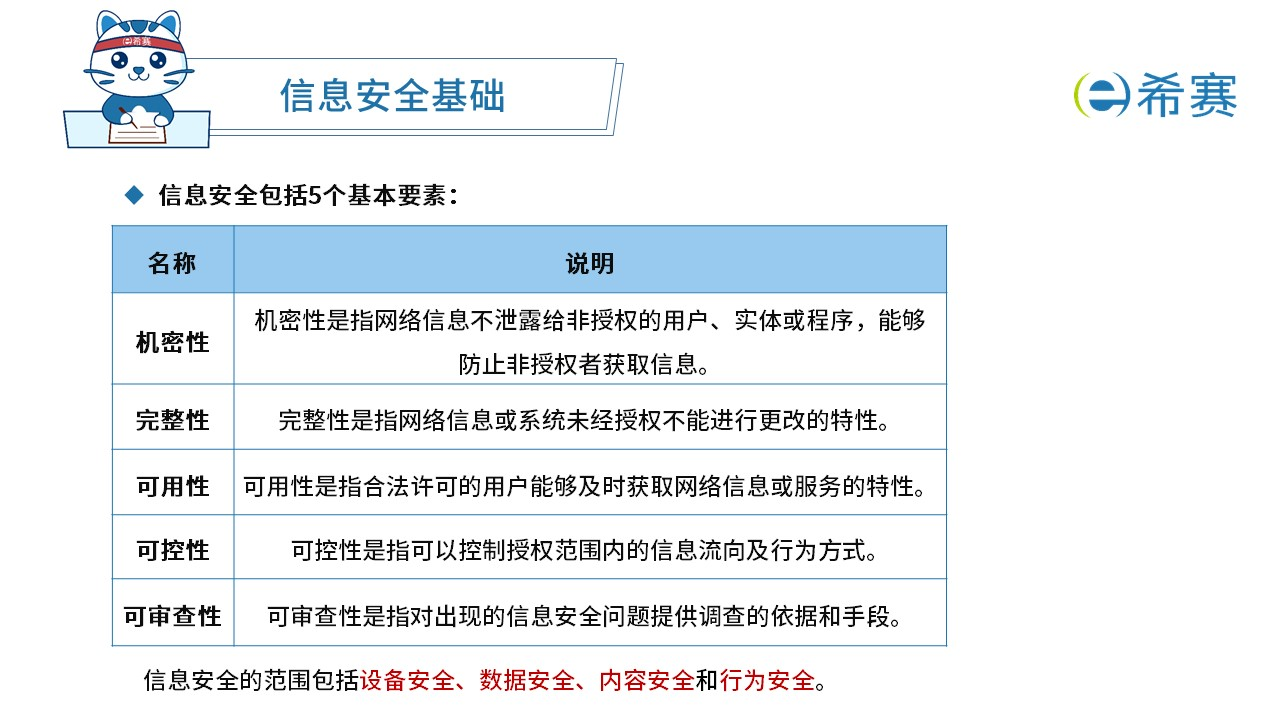 希赛
信息安全基础
希赛
信息安全包括5个基本要素：
名称 说明
机密性 机密性是指网络信息不泄露给非授权的用户、实体或程序，能够
防止非授权者获取信息。
完整性 完整性是指网络信息或系统未经授权不能进行更改的特性。
可用性 可用性是指合法许可的用户能够及时获取网络信息或服务的特性。
可控性 可控性是指可以控制授权范围内的信息流向及行为方式。
可审查性 可审查性是指对出现的信息安全问题提供调查的依据和手段。
信息安全的范围包括设备安全、数据安全、内容安全和行为安全。